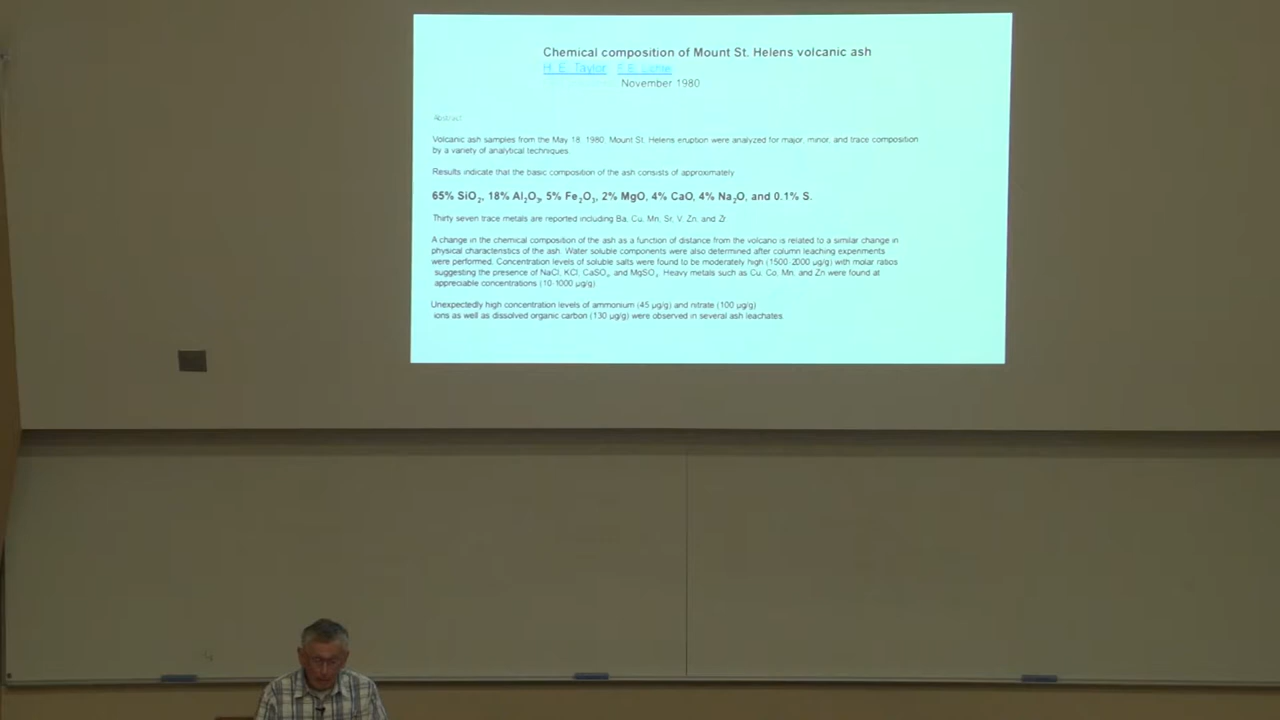 Chemical composition of Mount St. Helens volcanic ash
H. E. Taylor F. E. Lichte
November 1980
Abstract
Volcanic ash samples from the May 18, 1980, Mount St. Helens eruption were analyzed for major, minor, and trace composition
by a variety of analytical techniques.
Results indicate that the basic composition of the ash consists of approximately
65% SiO₂, 18% Al₂O₃, 5% Fe₂O₃, 2% MgO, 4% CaO, 4% Na₂O, and 0.1% S.
Thirty seven trace metals are reported including Ba, Cu, Mn, Sr, V, Zn, and Zr.
A change in the chemical composition of the ash as a function of distance from the volcano is related to a similar change in
physical characteristics of the ash. Water soluble components were also determined after column leaching experiments
were performed. Concentration levels of soluble salts were found to be moderately high (1500-2000 µg/g) with molar ratios
suggesting the presence of NaCl, KCl, CaSO₄, and MgSO₄. Heavy metals such as Cu, Co, Mn, and Zn were found at
appreciable concentrations (10-1000 µg/g)
Unexpectedly high concentration levels of ammonium (45 µg/g) and nitrate (100 µg/g)
ions as well as dissolved organic carbon (130 µg/g) were observed in several ash leachates.